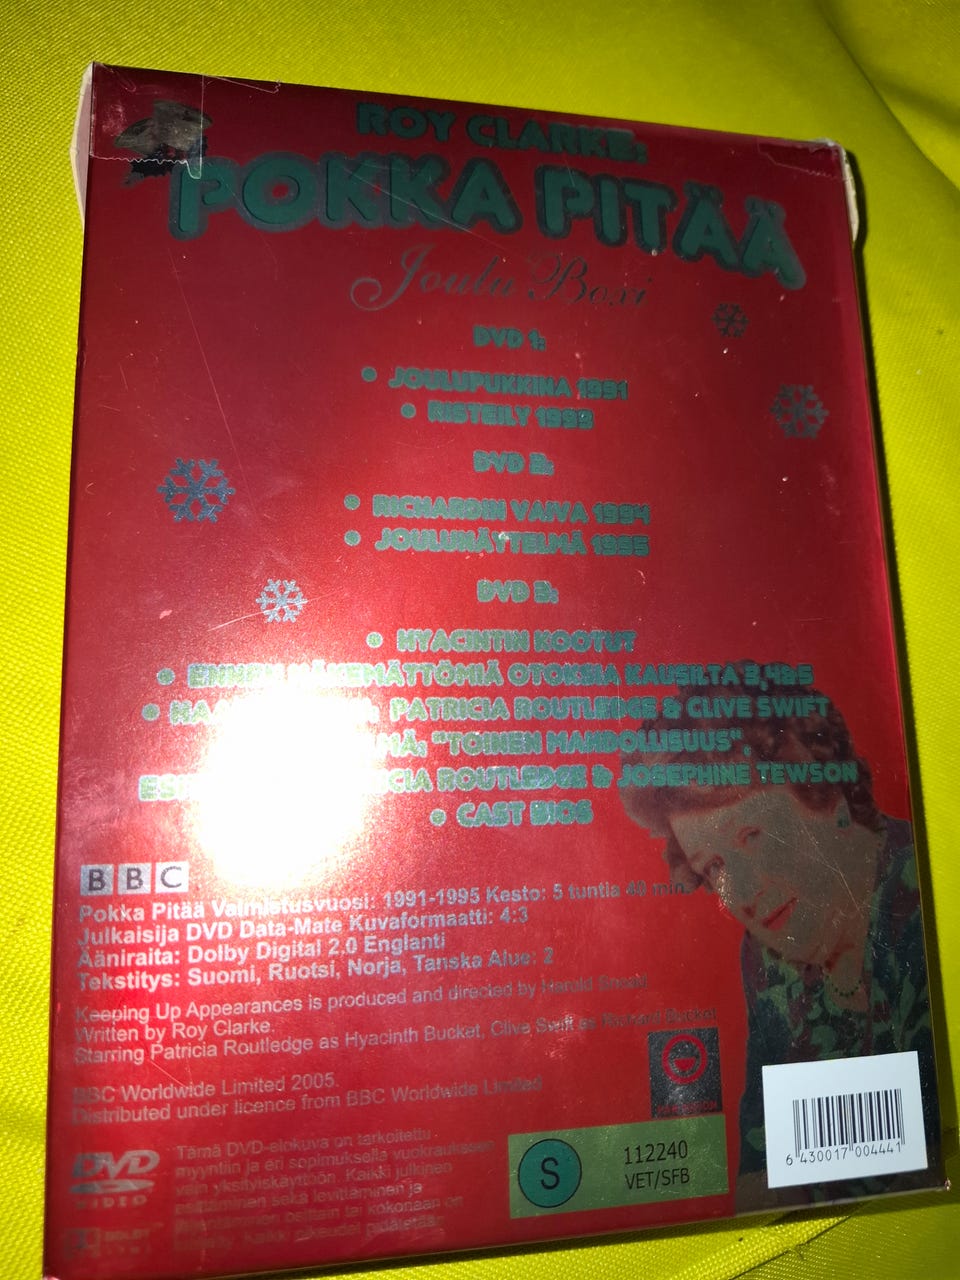 ROY CLARKE:
POKKA PITÄÄ
Joulu Boxi
DVD 1:
• JOULUPUKKINA 1991
• RISTEILY 1993
DVD 2:
• RICHARDIN VAIVA 1994
• JOULUNÄYTTELMÄ 1995
DVD 3:
• HYACINTIN KOOTUT
• ENNEN NÄKEMÄTTÖMIÄ OTOKSIA KAUSILTA 3,4&5
• PATRICIA ROUTLEDGE & CLIVE SWIFT
"TOINEN MAHDOLLISUUS",
ROUTLEDGE & JOSEPHINE TEWSON
• CAST BIOS
BBC
Pokka Pitää Valmistusvuosi: 1991-1995 Kesto: 5 tuntia 40 min.
Julkaisija DVD Data-Mate Kuvaformaatti: 4:3
Ääniraita: Dolby Digital 2.0 Englanti
Tekstitys: Suomi, Ruotsi, Norja, Tanska Alue: 2
Keeping Up Appearances is produced and directed by Harold Snoad
Written by Roy Clarke.
Starring Patricia Routledge as Hyacinth Bucket, Clive Swift as Richard Bucket
BBC Worldwide Limited 2005.
Distributed under licence from BBC Worldwide Limited
DVD
VIDEO
Tämä DVD-elokuva on tarkoitettu
myyntiin ja ei sopimuksella vuokraukseen
vain yksityiskäyttöön. Kaikki julkinen
esittäminen sekä levittäminen ja
lähentäminen osittain tai kokonaan on
kielletty. Kaikki oikeudet pidätetään
S
112240
VET/SFB
6 430017 004441